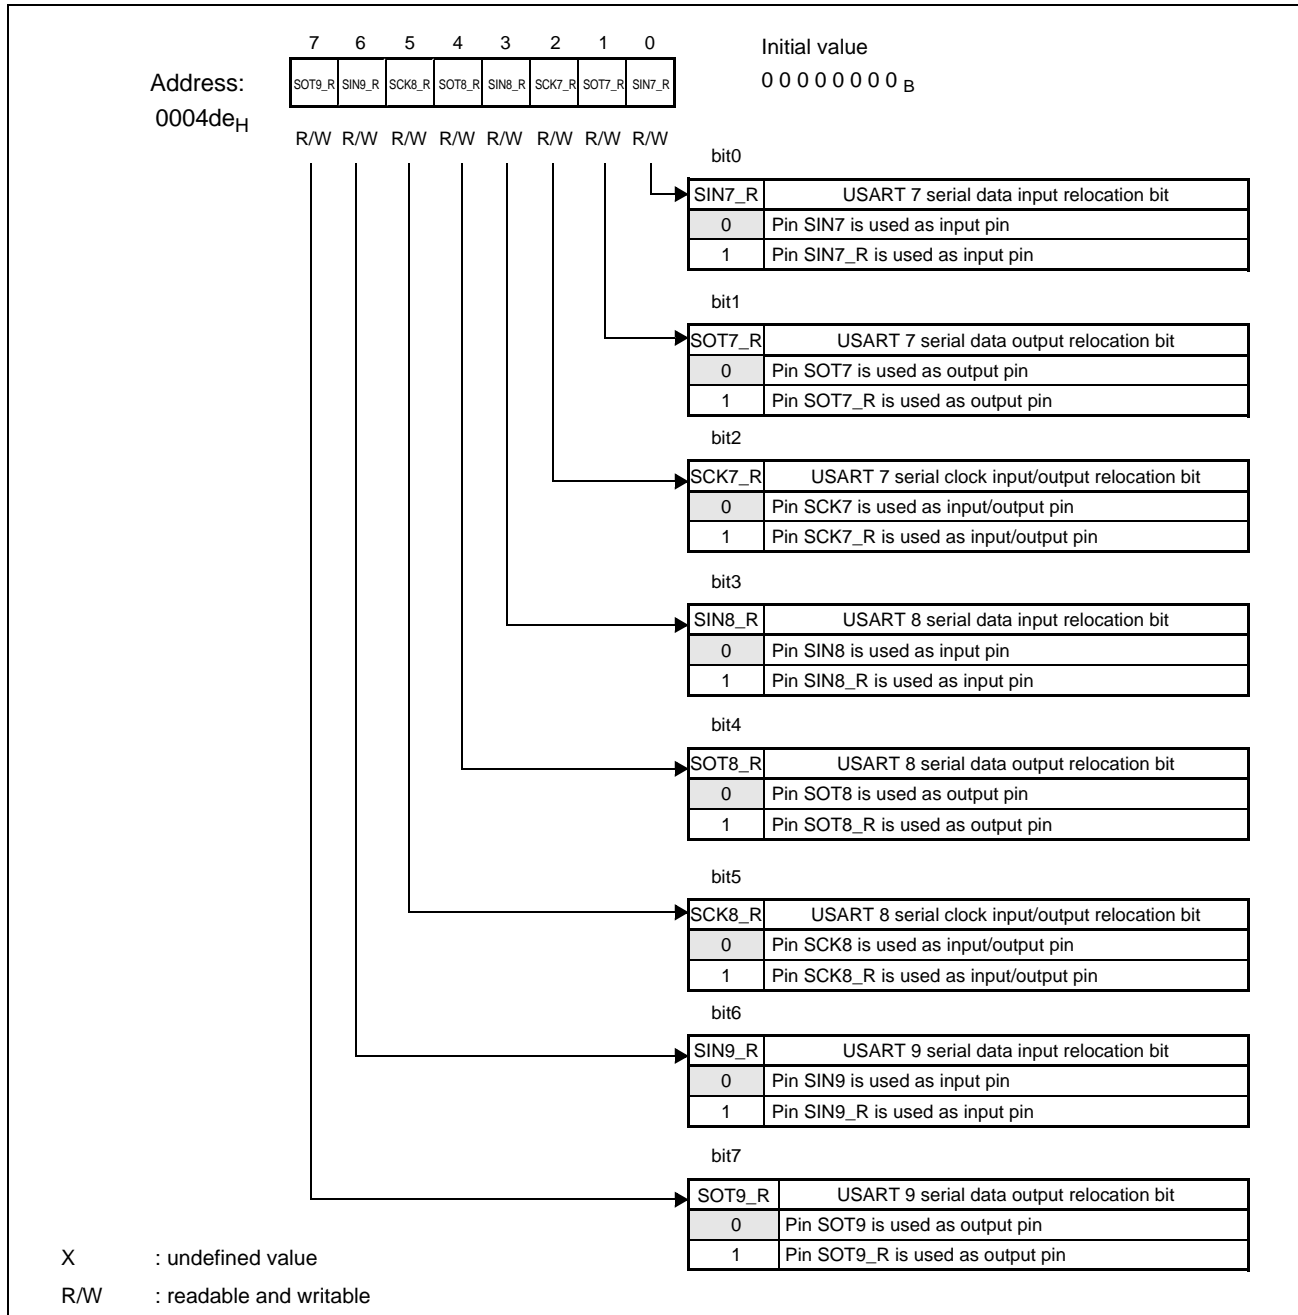 7 6 5 4 3 2 1 0
Initial value
Address:
SOT9_R SIN9_R SCK8_R SOT8_R SIN8_R SCK7_R SOT7_R SIN7_R
0 0 0 0 0 0 0 0 B
0004deH
R/W R/W R/W R/W R/W R/W R/W R/W
bit0
SIN7_R USART 7 serial data input relocation bit
0 Pin SIN7 is used as input pin
1 Pin SIN7_R is used as input pin
bit1
SOT7_R USART 7 serial data output relocation bit
0 Pin SOT7 is used as output pin
1 Pin SOT7_R is used as output pin
bit2
SCK7_R USART 7 serial clock input/output relocation bit
0 Pin SCK7 is used as input/output pin
1 Pin SCK7_R is used as input/output pin
bit3
SIN8_R USART 8 serial data input relocation bit
0 Pin SIN8 is used as input pin
1 Pin SIN8_R is used as input pin
bit4
SOT8_R USART 8 serial data output relocation bit
0 Pin SOT8 is used as output pin
1 Pin SOT8_R is used as output pin
bit5
SCK8_R USART 8 serial clock input/output relocation bit
0 Pin SCK8 is used as input/output pin
1 Pin SCK8_R is used as input/output pin
bit6
SIN9_R USART 9 serial data input relocation bit
0 Pin SIN9 is used as input pin
1 Pin SIN9_R is used as input pin
bit7
SOT9_R USART 9 serial data output relocation bit
0 Pin SOT9 is used as output pin
1 Pin SOT9_R is used as output pin
X : undefined value
R/W : readable and writable